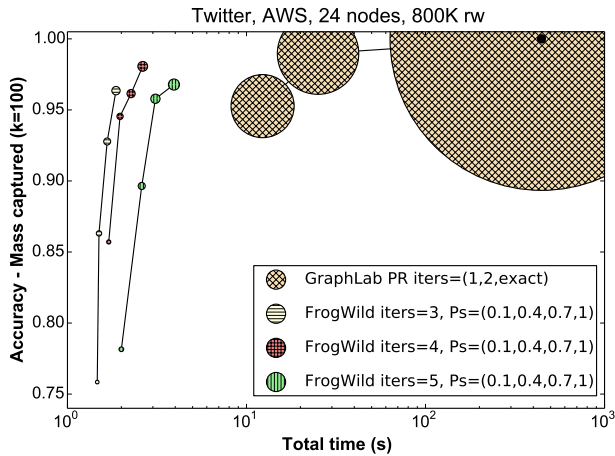 Twitter, AWS, 24 nodes, 800K rw
1.00
0.95
0.90
0.85
0.80
0.75
Accuracy - Mass captured (k=100)
GraphLab PR iters=(1,2,exact)
FrogWild iters=3, Ps=(0.1,0.4,0.7,1)
FrogWild iters=4, Ps=(0.1,0.4,0.7,1)
FrogWild iters=5, Ps=(0.1,0.4,0.7,1)
10⁰ 10¹ 10² 10³
Total time (s)